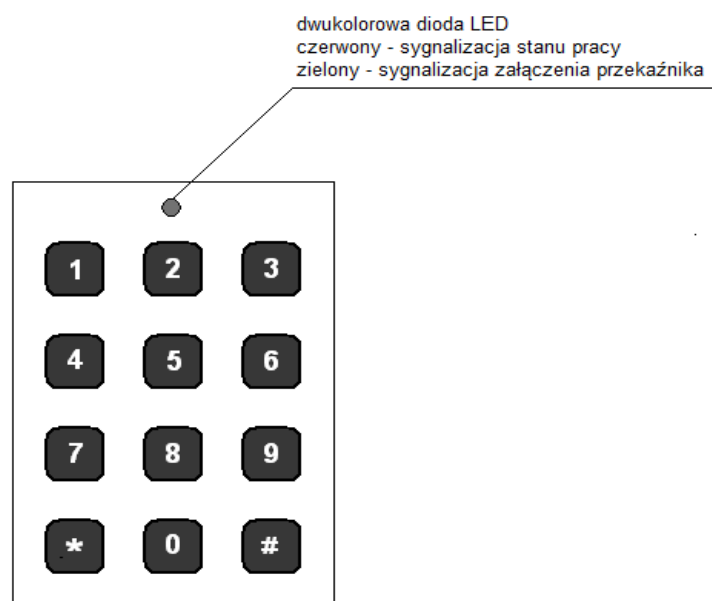 dwukolorowa dioda LED
czerwony - sygnalizacja stanu pracy
zielony - sygnalizacja załączenia przekaźnika
1 2 3
4 5 6
7 8 9
* 0 #